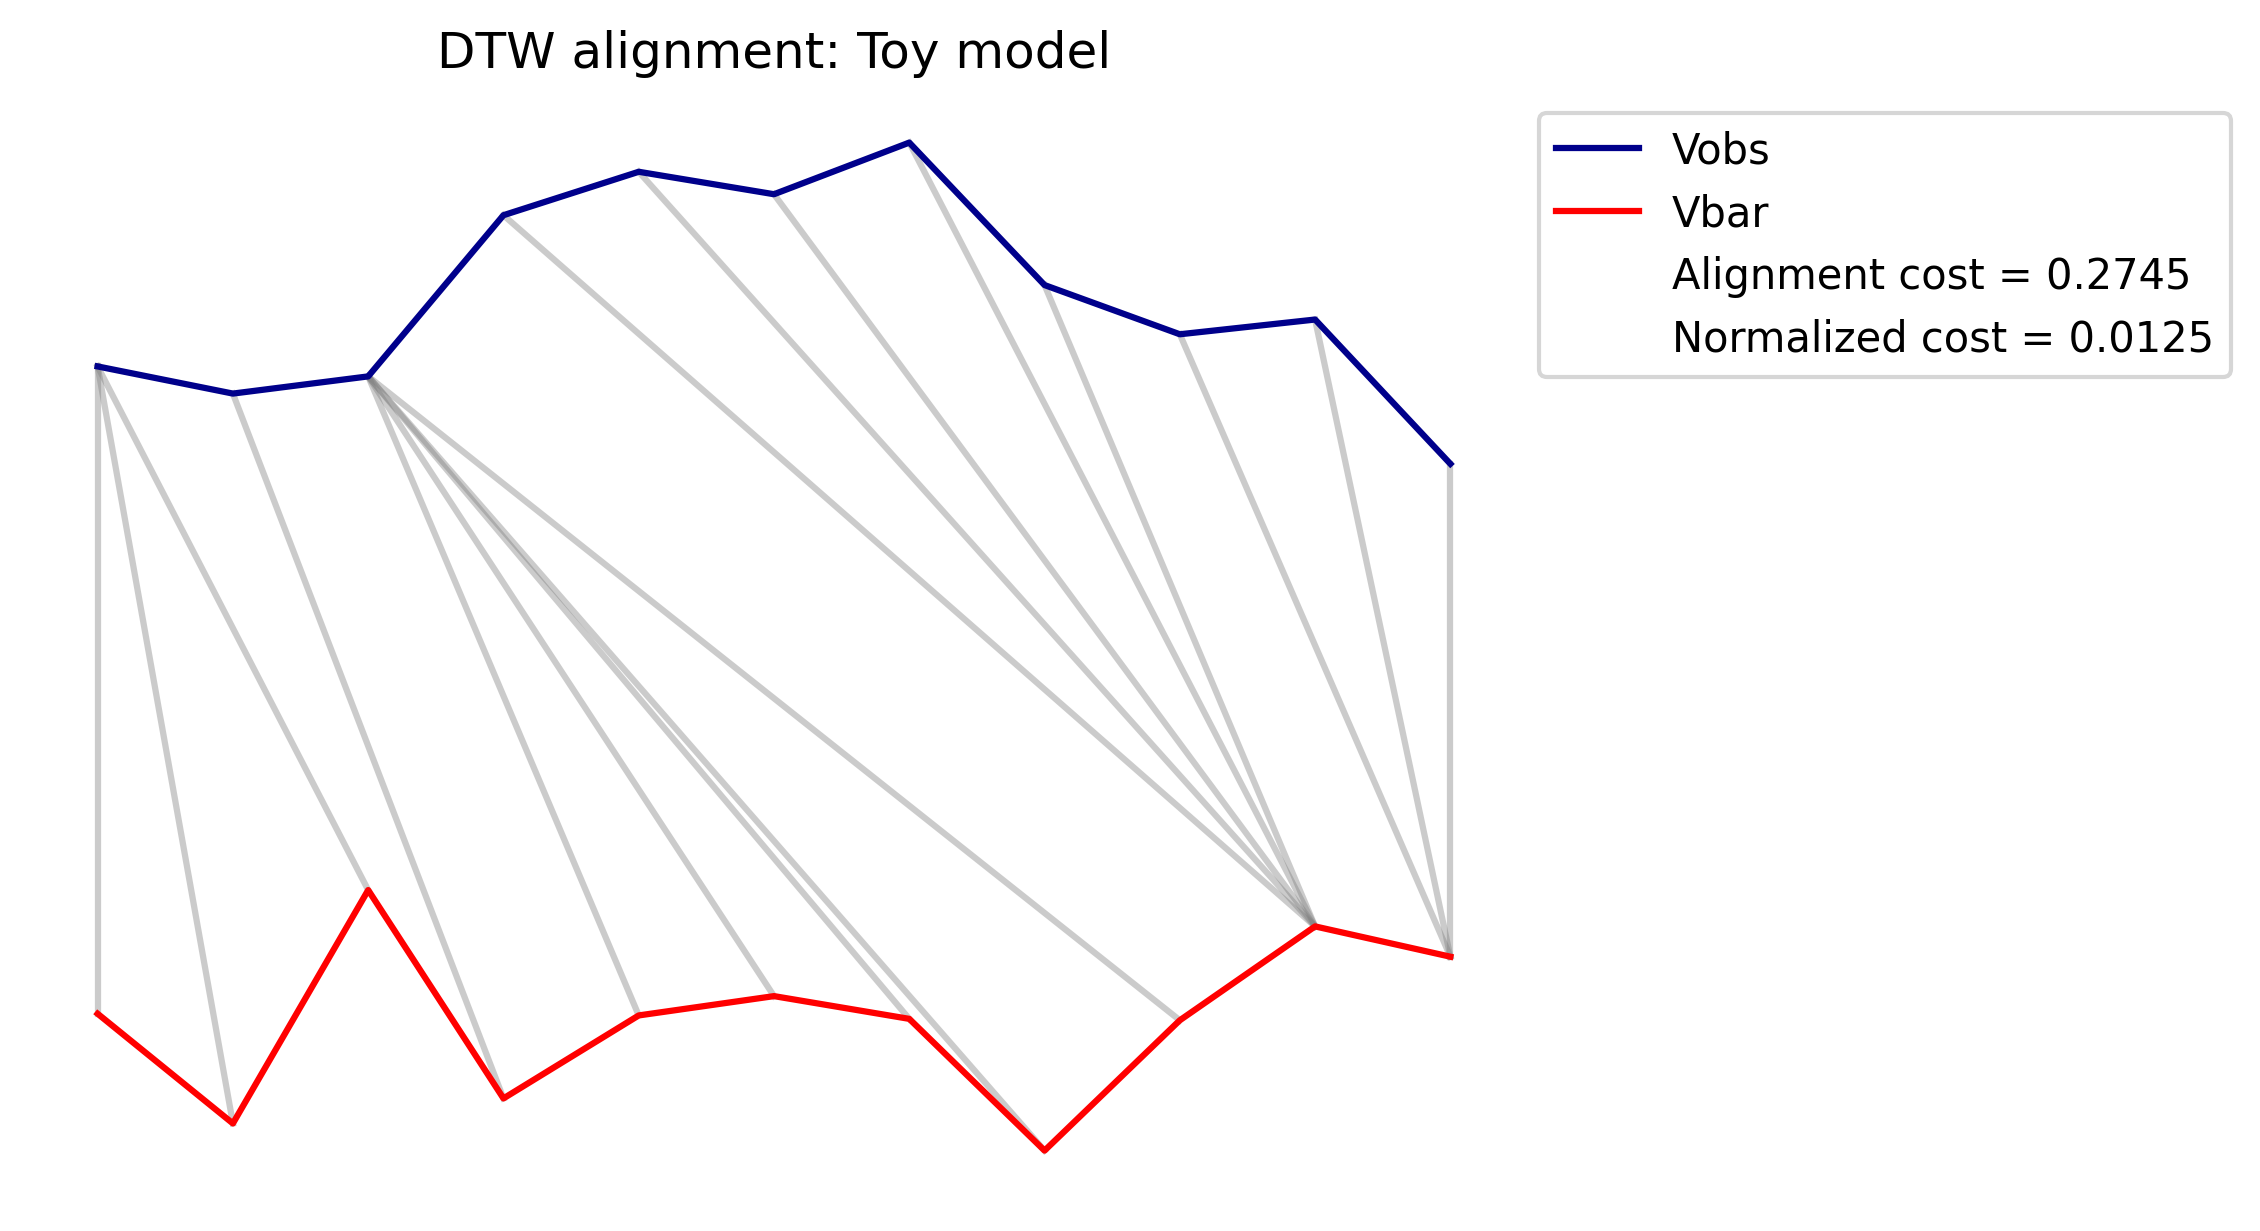 DTW alignment: Toy model
Vobs
Vbar
Alignment cost = 0.2745
Normalized cost = 0.0125